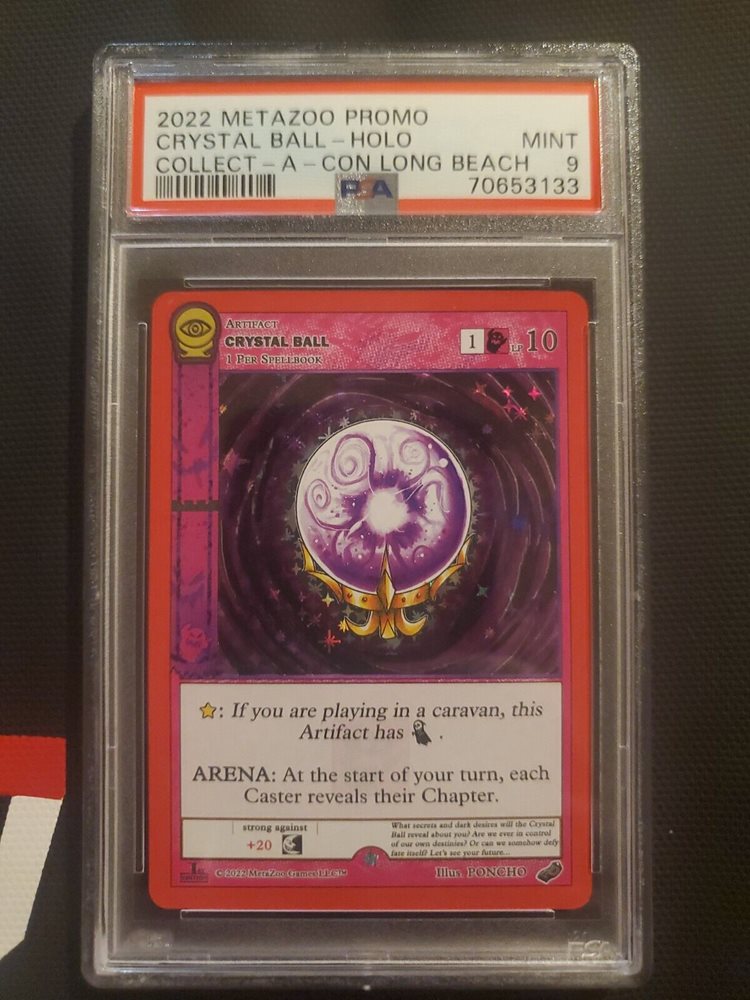 2022 METAZOO PROMO
CRYSTAL BALL - HOLO MINT
COLLECT - A - CON LONG BEACH 9
PSA 70653133
ARTIFACT
CRYSTAL BALL
1 PER SPELLBOOK
1 LP 10
: If you are playing in a caravan, this
Artifact has .
ARENA: At the start of your turn, each
Caster reveals their Chapter.
strong against
+20
What secrets and dark desires will the Crystal
Ball reveal about you? Are we ever in control
of our own destinies? Or can we somehow defy
fate itself? Let's see your future...
1st EDITION
© 2022 MetaZoo Games LLC™
Illus. PONCHO